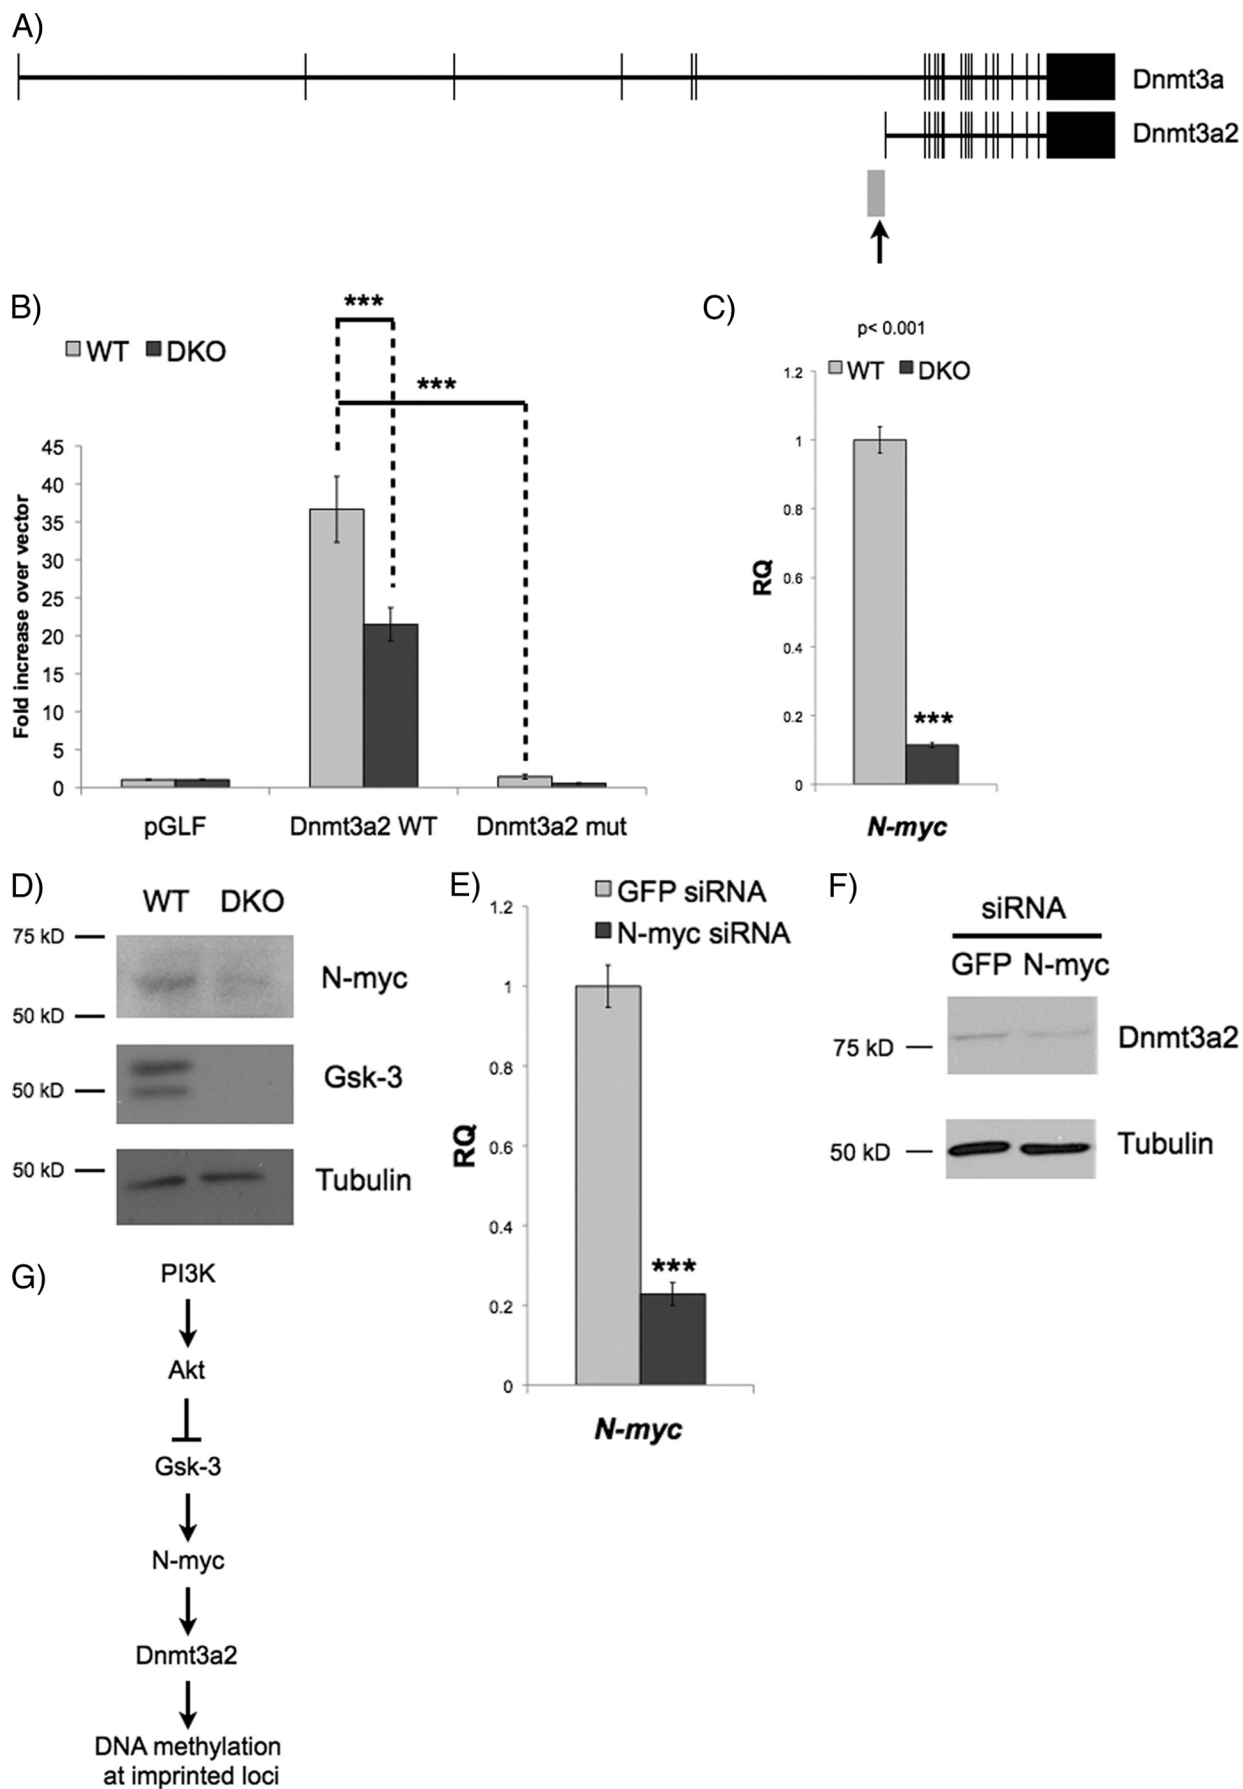 A)
Dnmt3a
Dnmt3a2
B)
***
***
WT DKO
Fold increase over vector
45
40
35
30
25
20
15
10
5
0
pGLF Dnmt3a2 WT Dnmt3a2 mut
C)
p< 0.001
WT DKO
RQ
1.2
1
0.8
0.6
0.4
0.2
0
***
N-myc
D)
WT DKO
75 kD
N-myc
50 kD
50 kD
Gsk-3
50 kD
Tubulin
E)
GFP siRNA
N-myc siRNA
RQ
1.2
1
0.8
0.6
0.4
0.2
0
***
N-myc
F)
siRNA
GFP N-myc
75 kD
Dnmt3a2
50 kD
Tubulin
G)
PI3K
Akt
Gsk-3
N-myc
Dnmt3a2
DNA methylation
at imprinted loci